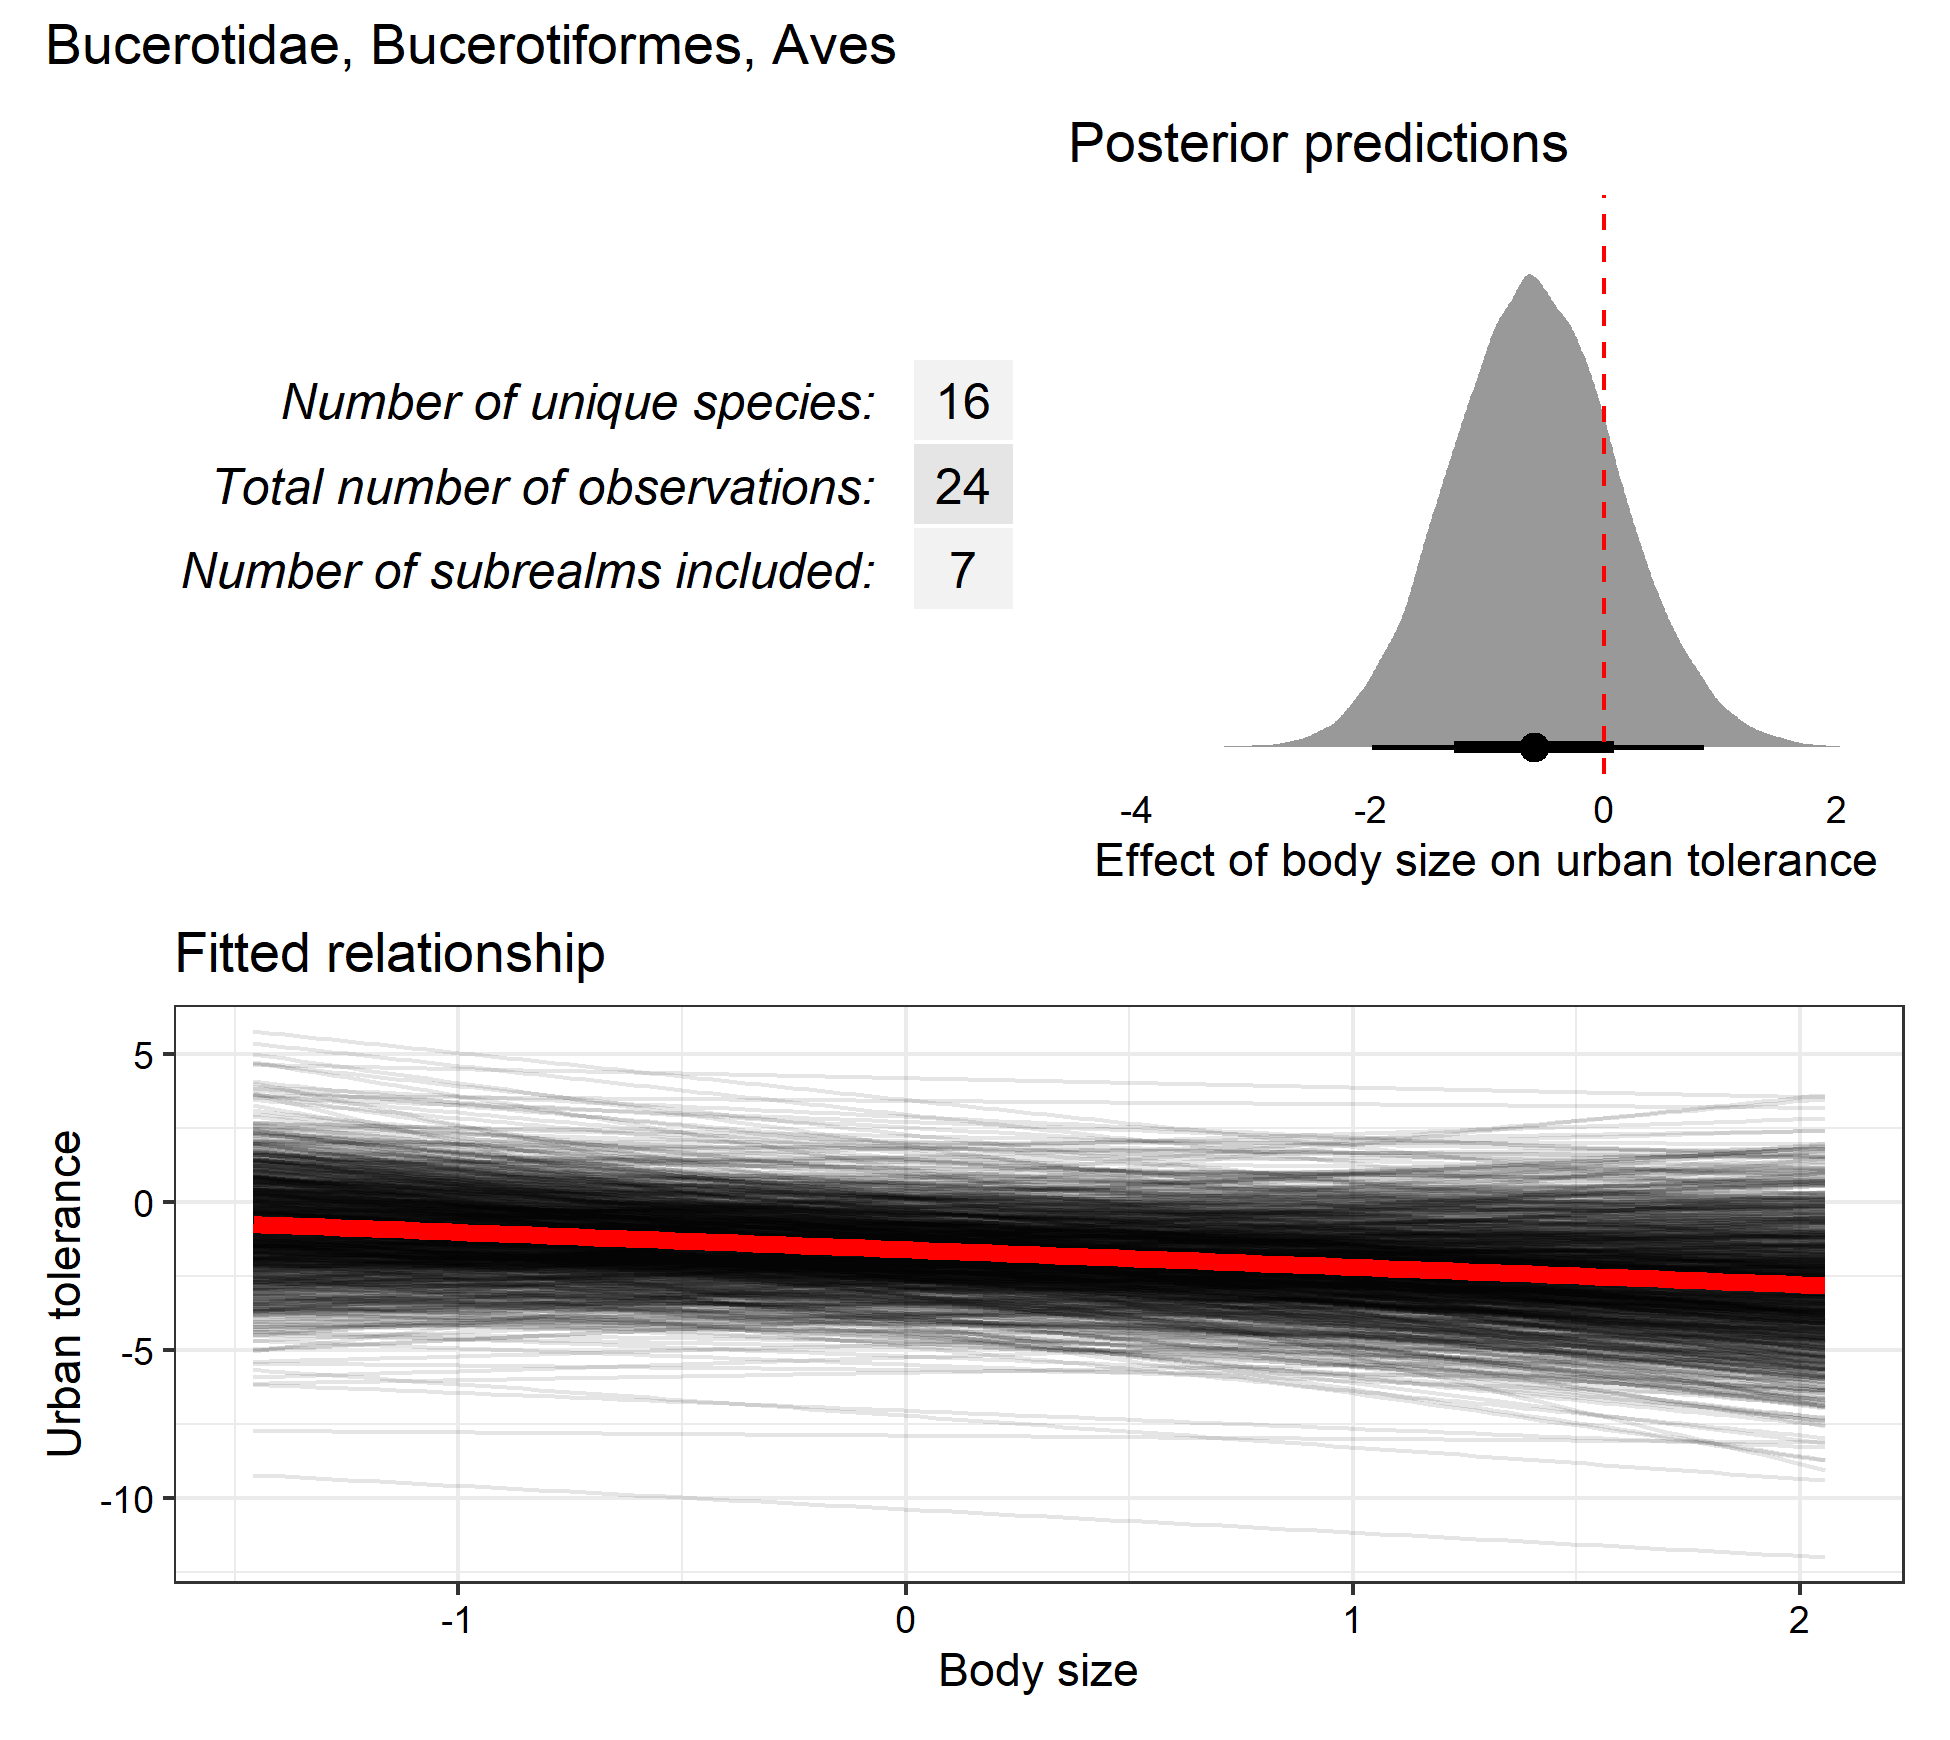 Bucerotidae, Bucerotiformes, Aves
Posterior predictions
Number of unique species: 16
Total number of observations: 24
Number of subrealms included: 7
-4 -2 0 2
Effect of body size on urban tolerance
Fitted relationship
5
0
-5
-10
Urban tolerance
-1 0 1 2
Body size